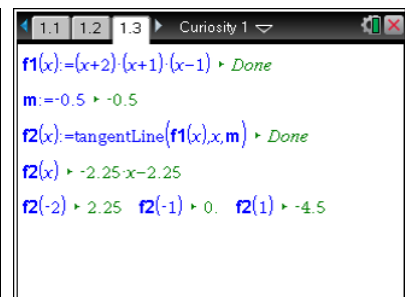 1.1 1.2 1.3 Curiosity 1
f1(x):=(x+2)·(x+1)·(x−1) ▸ Done
m:=-0.5 ▸ -0.5
f2(x):=tangentLine(f1(x),x,m) ▸ Done
f2(x) ▸ -2.25·x−2.25
f2(-2) ▸ 2.25 f2(-1) ▸ 0. f2(1) ▸ -4.5